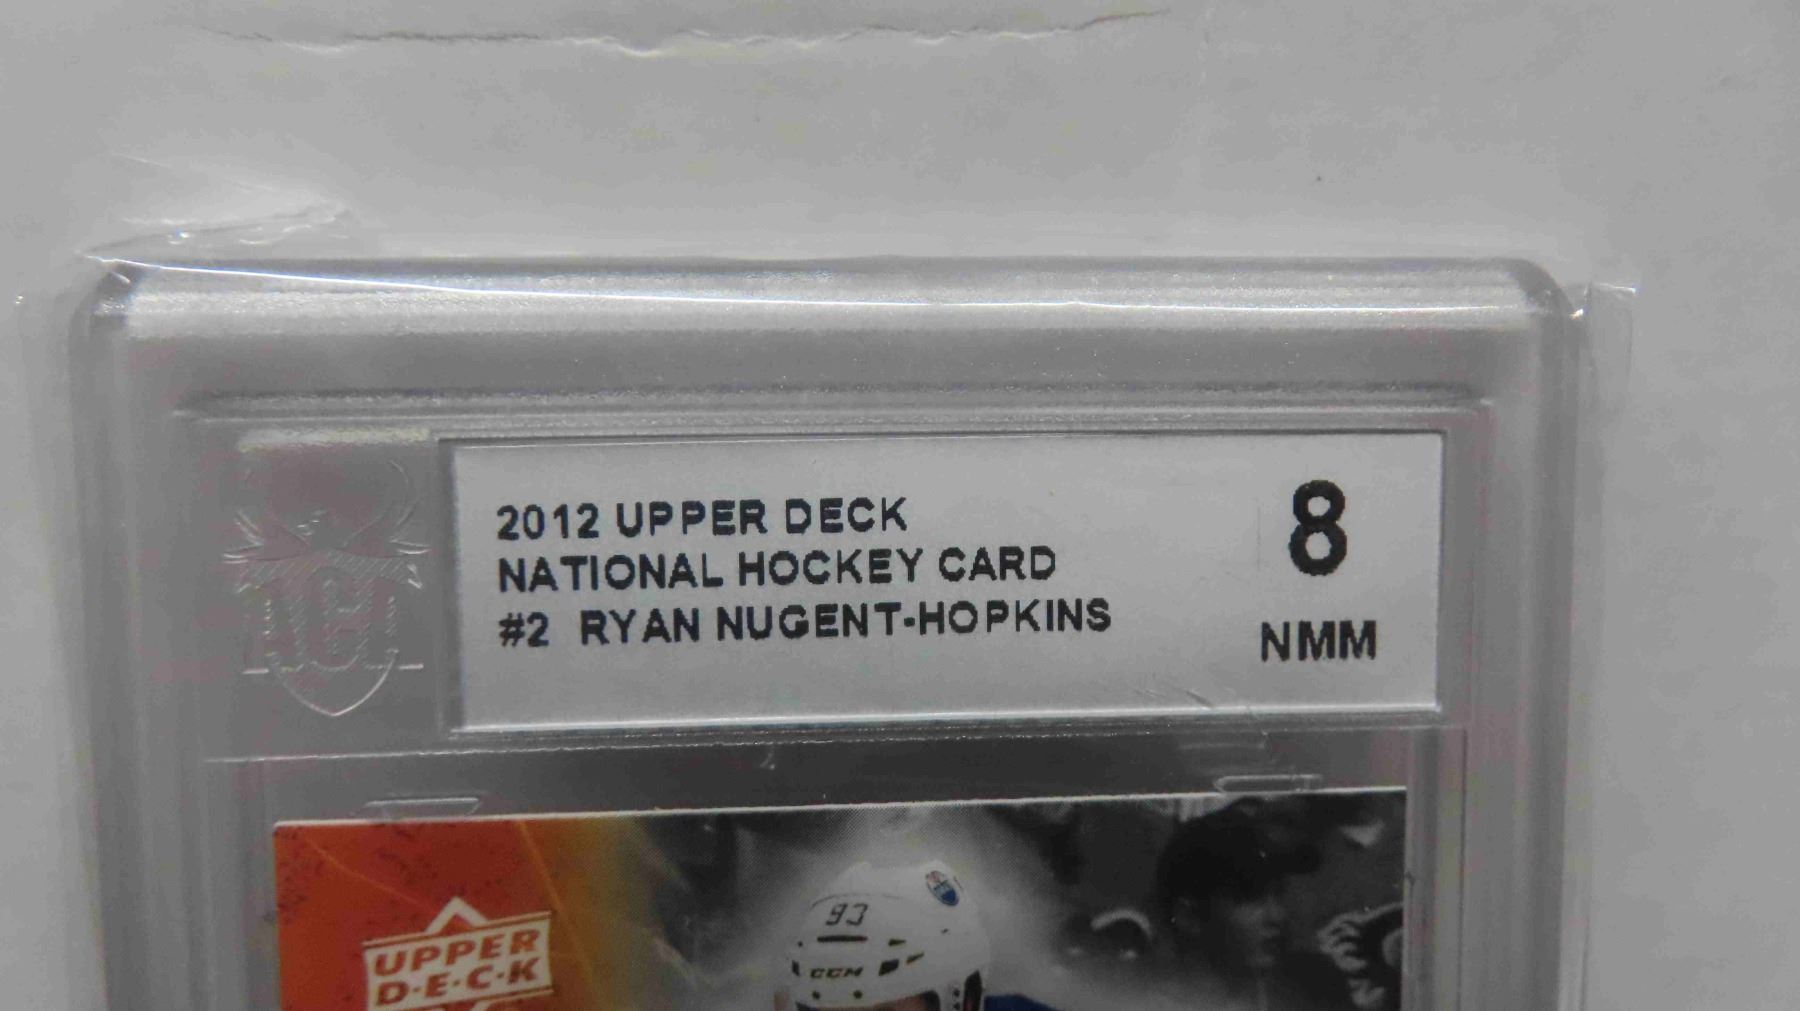 2012 UPPER DECK
NATIONAL HOCKEY CARD
#2 RYAN NUGENT-HOPKINS
8
NMM
93
CCM
UPPER
D·E·C·K